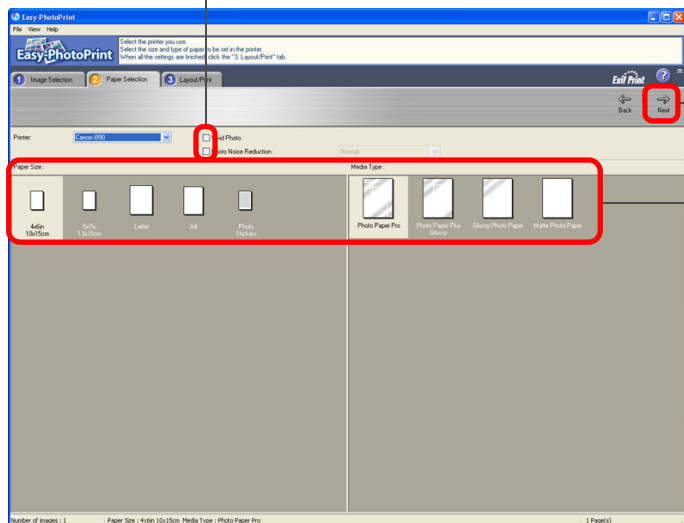 Easy-PhotoPrint
File View Help
Easy-PhotoPrint
Select the printer you use.
Select the size and type of paper to be set in the printer.
When all the settings are finished, click the "3. Layout/Print" tab.
1 Image Selection
2 Paper Selection
3 Layout/Print
Exif Print
?
Back
Next
Printer:
Canon i990
Vivid Photo
Photo Noise Reduction :
Normal
Paper Size :
Media Type :
4x6in
10x15cm
5x7in
13x18cm
Letter
A4
Photo
Stickers
Photo Paper Pro
Photo Paper Plus
Glossy
Glossy Photo Paper
Matte Photo Paper
Number of images : 1
Paper Size : 4x6in 10x15cm Media Type : Photo Paper Pro
1 Page(s)